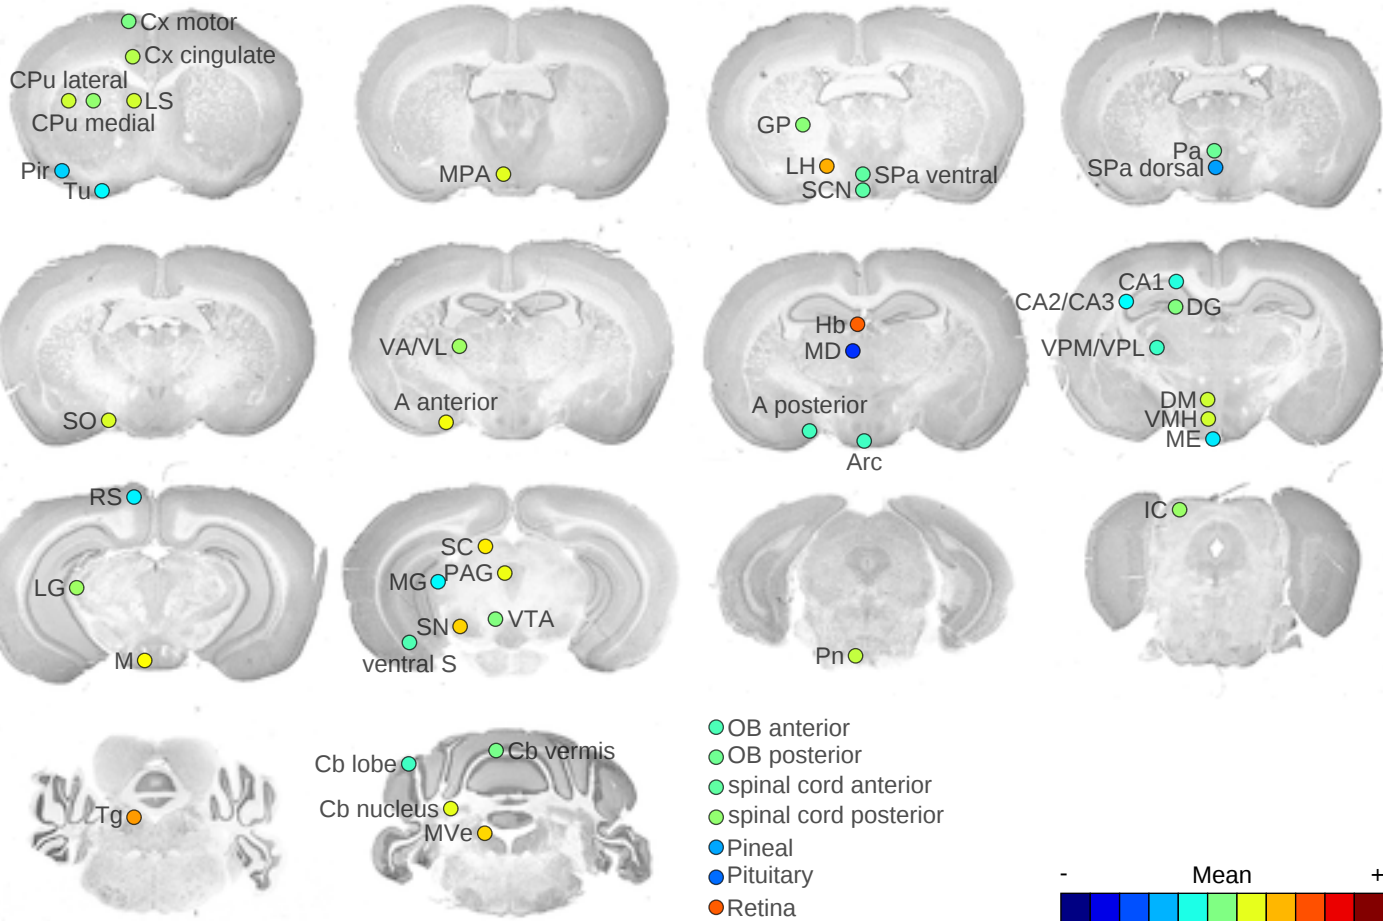 Cx motor
Cx cingulate
CPu lateral
LS
CPu medial
Pir
Tu
MPA
GP
LH
SPa ventral
SCN
Pa
SPa dorsal
SO
VA/VL
A anterior
Hb
MD
A posterior
Arc
CA1
CA2/CA3
DG
VPM/VPL
DM
VMH
ME
RS
LG
M
SC
PAG
MG
SN
VTA
ventral S
Pn
IC
Tg
Cb lobe
Cb vermis
Cb nucleus
MVe
OB anterior
OB posterior
spinal cord anterior
spinal cord posterior
Pineal
Pituitary
Retina
- Mean +